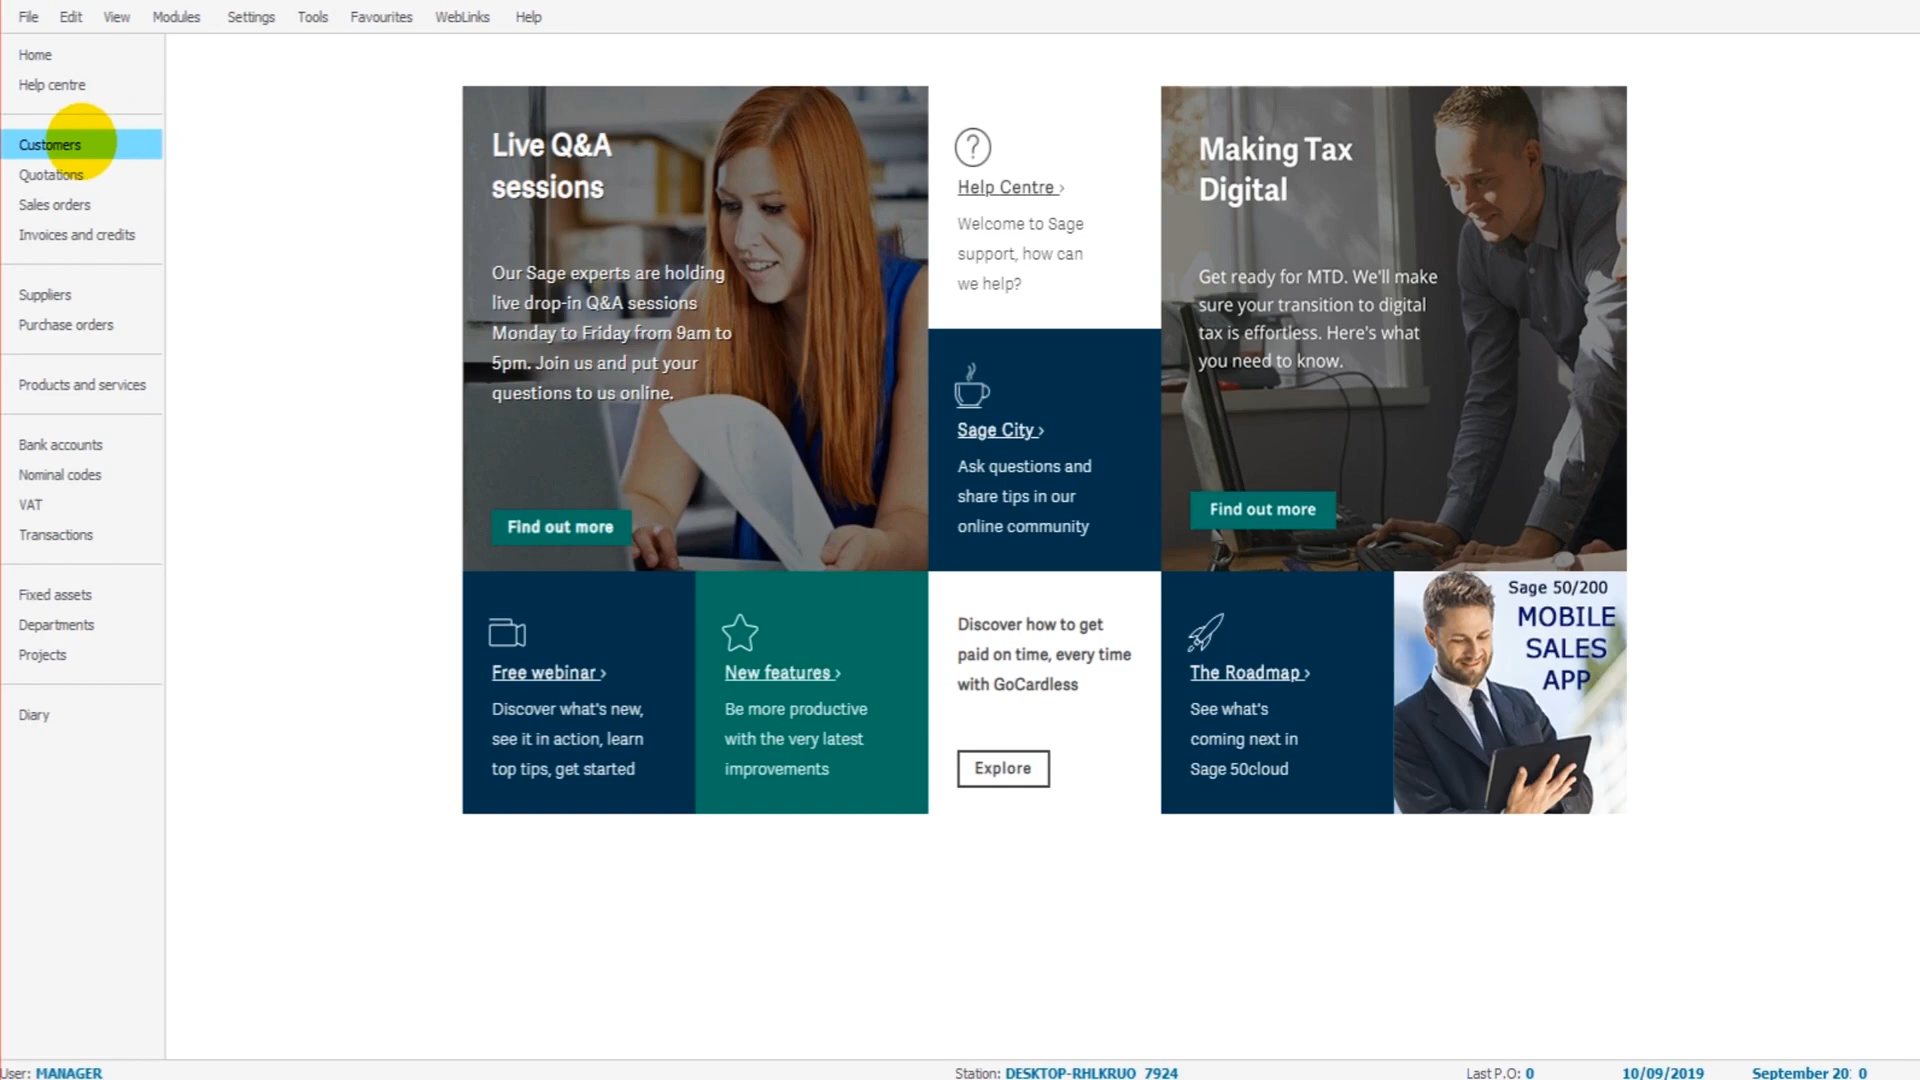 File Edit View Modules Settings Tools Favourites WebLinks Help
Home
Help centre
Customers
Quotations
Sales orders
Invoices and credits
Suppliers
Purchase orders
Products and services
Bank accounts
Nominal codes
VAT
Transactions
Fixed assets
Departments
Projects
Diary
Live Q&A
sessions
Our Sage experts are holding
live drop-in Q&A sessions
Monday to Friday from 9am to
5pm. Join us and put your
questions to us online.
Find out more
Help Centre ›
Welcome to Sage
support, how can
we help?
Sage City ›
Ask questions and
share tips in our
online community
Making Tax
Digital
Get ready for MTD. We'll make
sure your transition to digital
tax is effortless. Here's what
you need to know.
Find out more
Free webinar ›
Discover what's new,
see it in action, learn
top tips, get started
New features ›
Be more productive
with the very latest
improvements
Discover how to get
paid on time, every time
with GoCardless
Explore
The Roadmap ›
See what's
coming next in
Sage 50cloud
Sage 50/200
MOBILE
SALES
APP
User: MANAGER Station: DESKTOP-RHLKRUO 7924 Last P.O: 0 10/09/2019 September 20 0